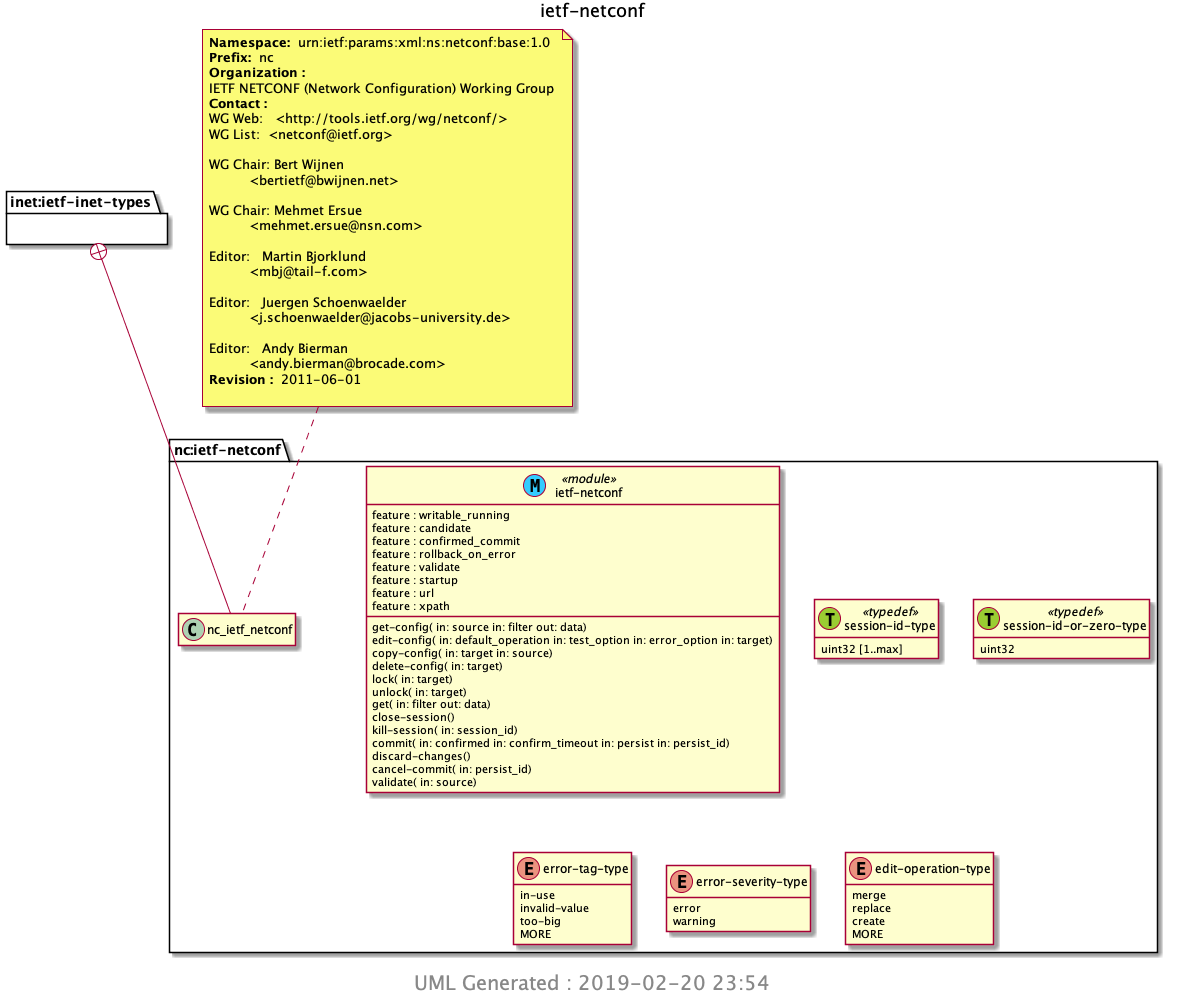 ietf-netconf
Namespace: urn:ietf:params:xml:ns:netconf:base:1.0
Prefix: nc
Organization :
IETF NETCONF (Network Configuration) Working Group
Contact :
WG Web: <http://tools.ietf.org/wg/netconf/>
WG List: <netconf@ietf.org>
WG Chair: Bert Wijnen
<bertietf@bwijnen.net>
WG Chair: Mehmet Ersue
<mehmet.ersue@nsn.com>
Editor: Martin Bjorklund
<mbj@tail-f.com>
Editor: Juergen Schoenwaelder
<j.schoenwaelder@jacobs-university.de>
Editor: Andy Bierman
<andy.bierman@brocade.com>
Revision : 2011-06-01
inet:ietf-inet-types
nc:ietf-netconf
C nc_ietf_netconf
M «module»
ietf-netconf
feature : writable_running
feature : candidate
feature : confirmed_commit
feature : rollback_on_error
feature : validate
feature : startup
feature : url
feature : xpath
get-config( in: source in: filter out: data)
edit-config( in: default_operation in: test_option in: error_option in: target)
copy-config( in: target in: source)
delete-config( in: target)
lock( in: target)
unlock( in: target)
get( in: filter out: data)
close-session()
kill-session( in: session_id)
commit( in: confirmed in: confirm_timeout in: persist in: persist_id)
discard-changes()
cancel-commit( in: persist_id)
validate( in: source)
T «typedef»
session-id-type
uint32 [1..max]
T «typedef»
session-id-or-zero-type
uint32
E error-tag-type
in-use
invalid-value
too-big
MORE
E error-severity-type
error
warning
E edit-operation-type
merge
replace
create
MORE
UML Generated : 2019-02-20 23:54